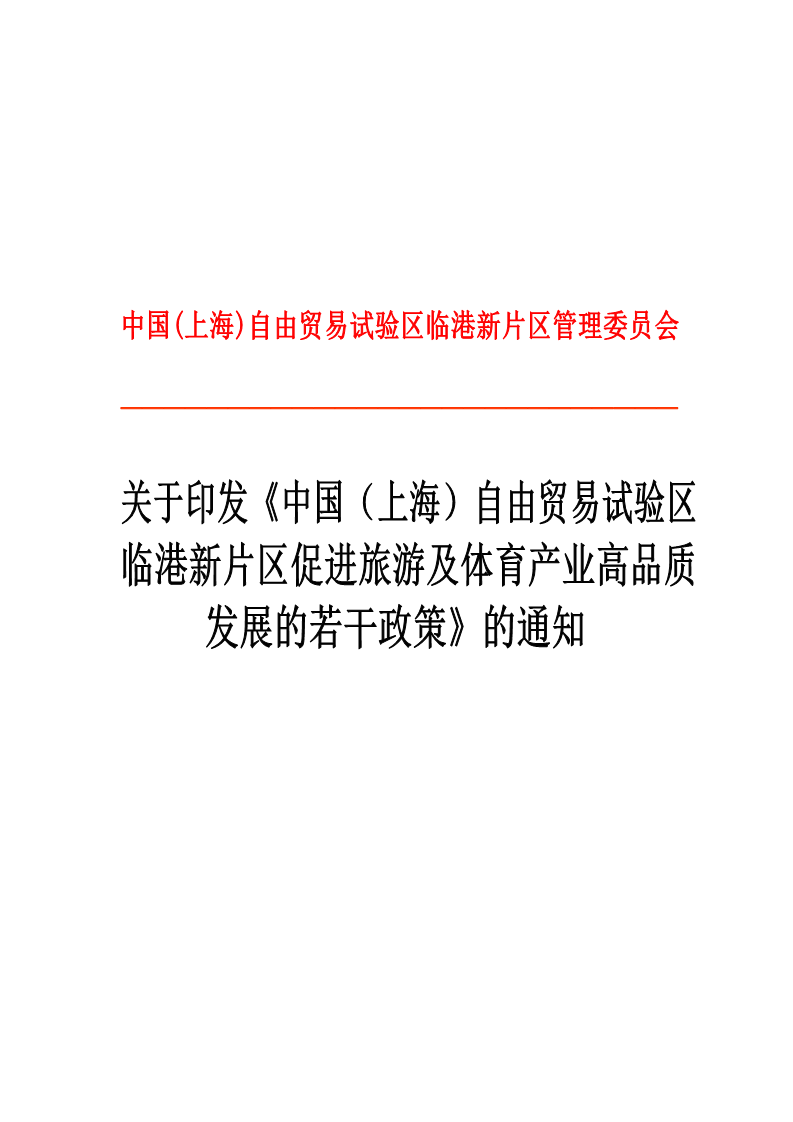 中国(上海)自由贸易试验区临港新片区管理委员会
关于印发《中国（上海）自由贸易试验区
临港新片区促进旅游及体育产业高品质
发展的若干政策》的通知